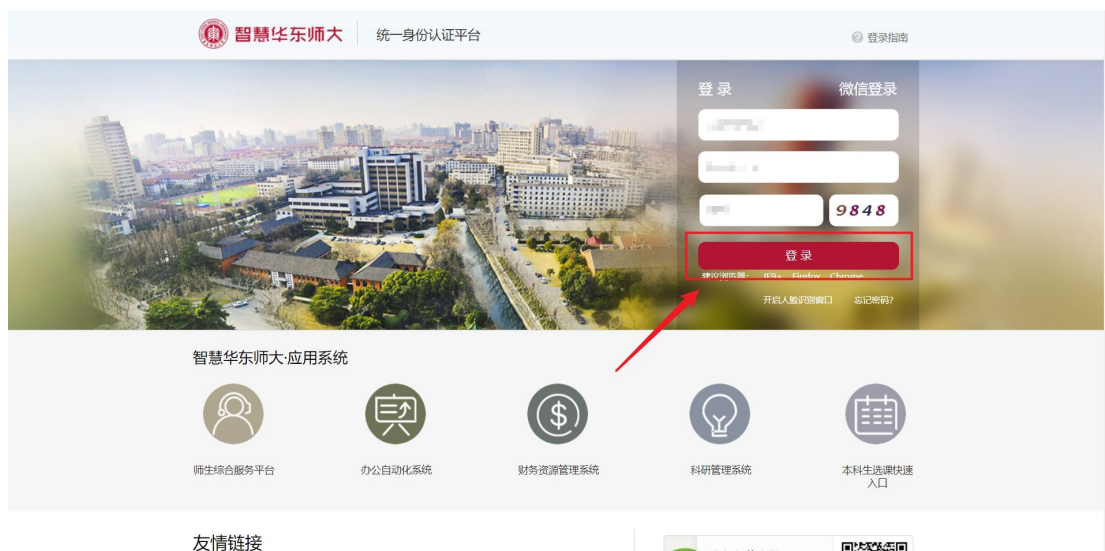 智慧华东师大
统一身份认证平台
登录指南
登 录
微信登录
9848
登 录
建议浏览器: IE9+ Firefox Chrome
开启人脸识别窗口
忘记密码?
智慧华东师大·应用系统
师生综合服务平台
办公自动化系统
财务资源管理系统
科研管理系统
本科生选课快速
入口
友情链接